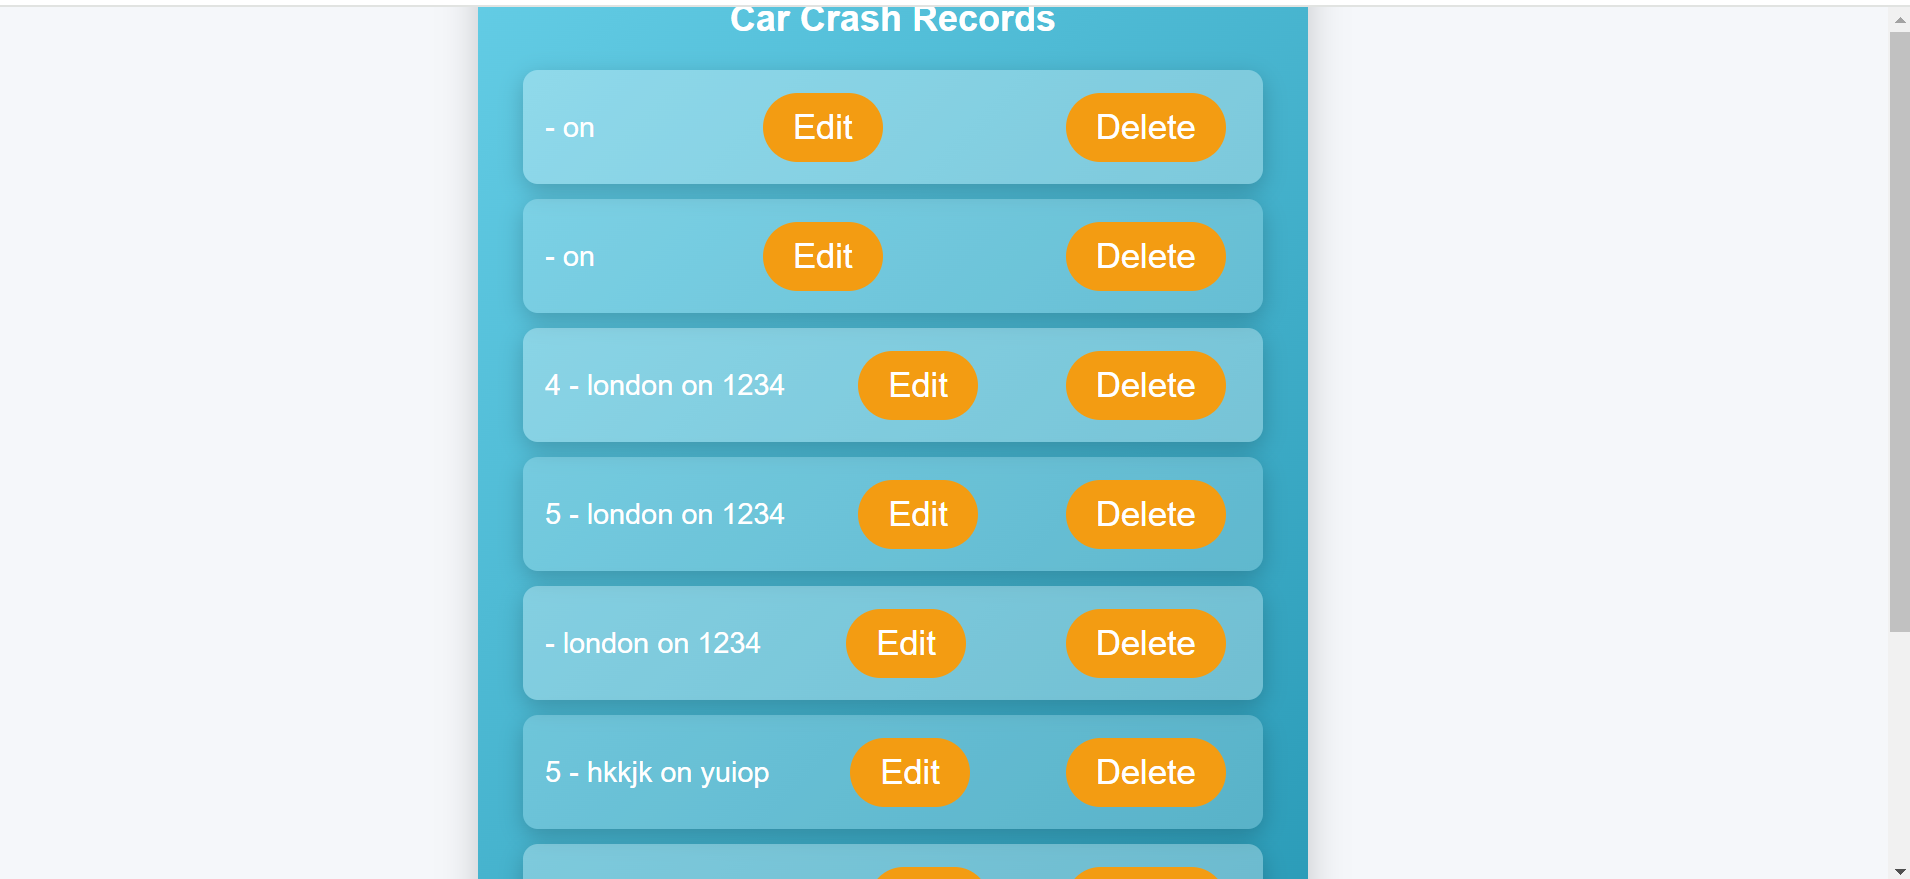 Car Crash Records
- on Edit Delete
- on Edit Delete
4 - london on 1234 Edit Delete
5 - london on 1234 Edit Delete
- london on 1234 Edit Delete
5 - hkkjk on yuiop Edit Delete